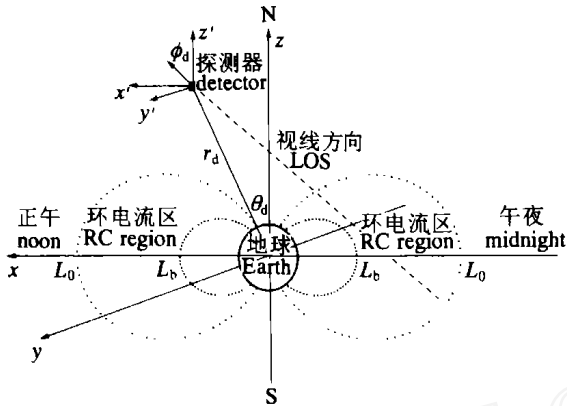 N
z
z′
ϕd
探测器
detector
x′
y′
视线方向
LOS
rd
θd
正午
noon
环电流区
RC region
地球
Earth
环电流区
RC region
午夜
midnight
x
L0
Lb
Lb
L0
y
S